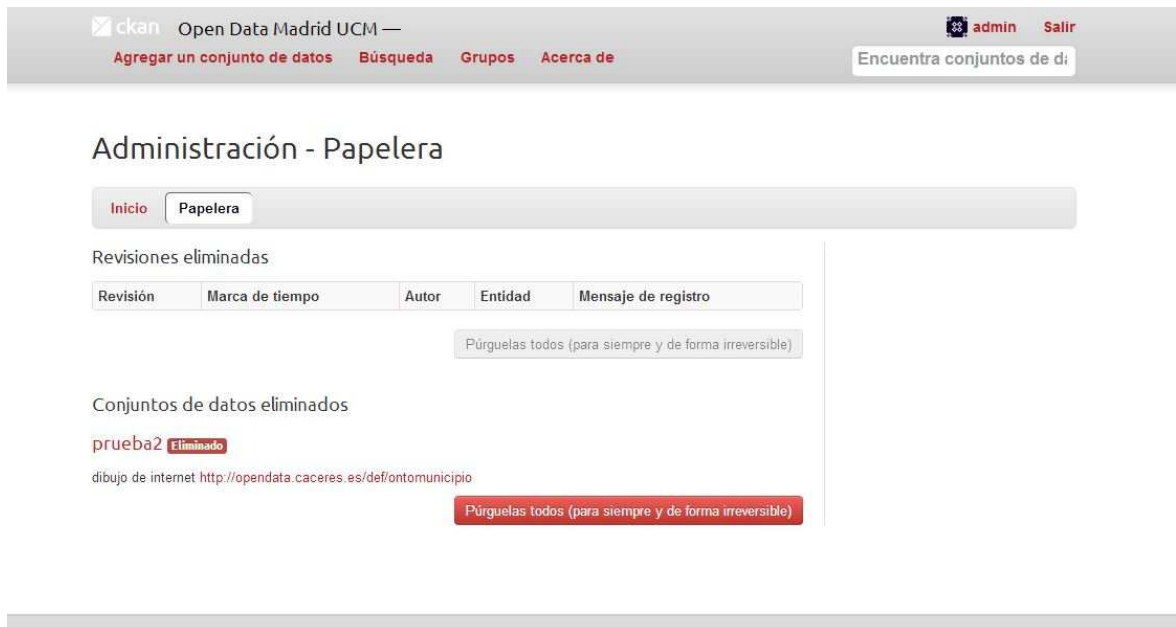 ckan Open Data Madrid UCM —
admin Salir
Agregar un conjunto de datos Búsqueda Grupos Acerca de
Encuentra conjuntos de da
Administración - Papelera
Inicio Papelera
Revisiones eliminadas
Revisión Marca de tiempo Autor Entidad Mensaje de registro
Púrguelas todos (para siempre y de forma irreversible)
Conjuntos de datos eliminados
prueba2 Eliminado
dibujo de internet http://opendata.caceres.es/def/ontomunicipio
Púrguelas todos (para siempre y de forma irreversible)